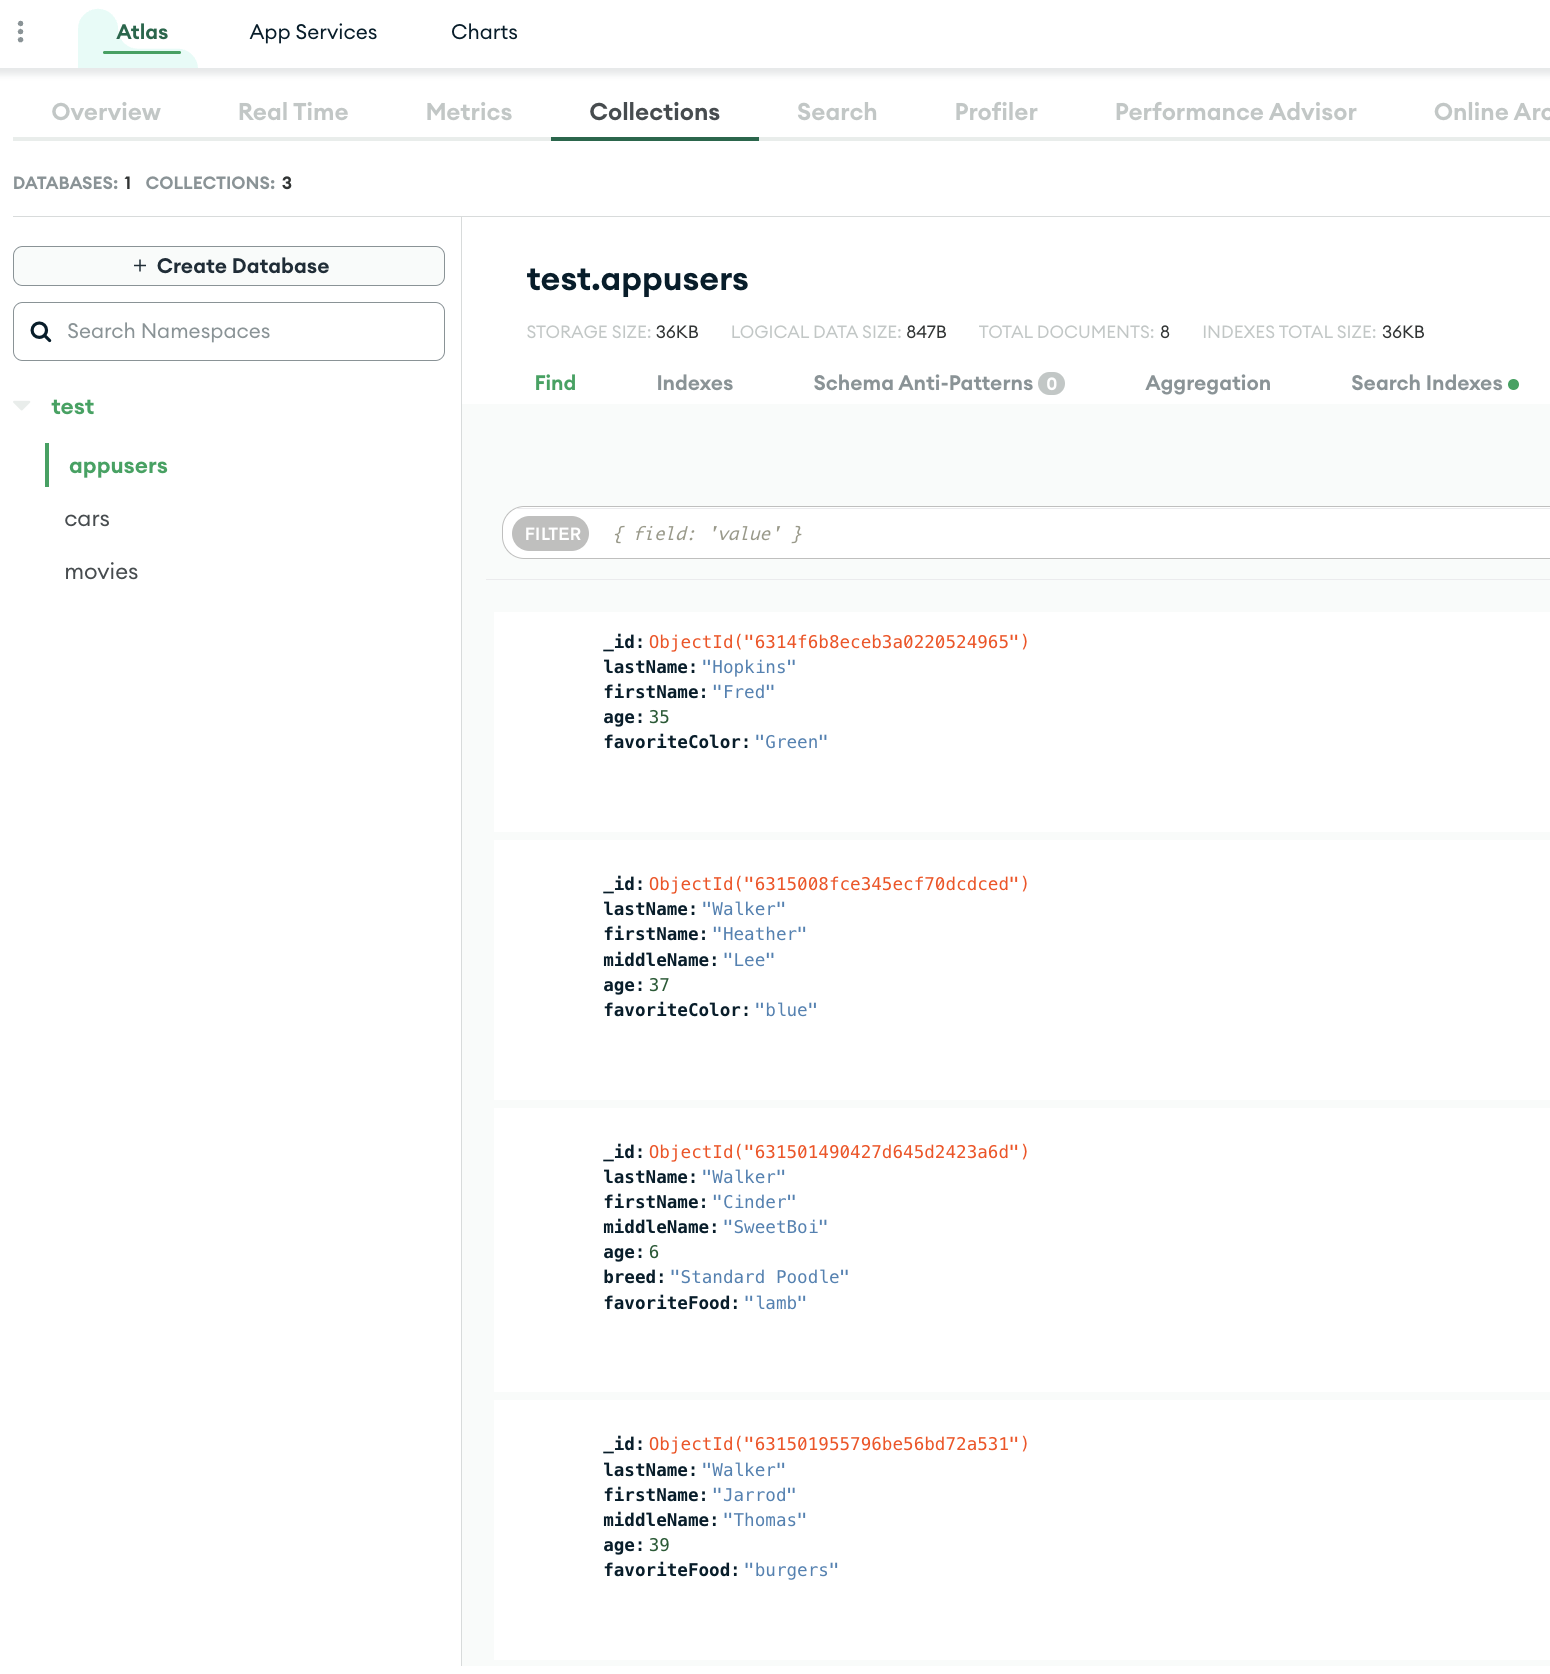 Atlas App Services Charts
Overview Real Time Metrics Collections Search Profiler Performance Advisor Online Arc
DATABASES: 1 COLLECTIONS: 3
+ Create Database
Search Namespaces
test
appusers
cars
movies
test.appusers
STORAGE SIZE: 36KB LOGICAL DATA SIZE: 847B TOTAL DOCUMENTS: 8 INDEXES TOTAL SIZE: 36KB
Find Indexes Schema Anti-Patterns 0 Aggregation Search Indexes
FILTER { field: 'value' }
_id: ObjectId("6314f6b8eceb3a0220524965")
lastName: "Hopkins"
firstName: "Fred"
age: 35
favoriteColor: "Green"
_id: ObjectId("6315008fce345ecf70dcdced")
lastName: "Walker"
firstName: "Heather"
middleName: "Lee"
age: 37
favoriteColor: "blue"
_id: ObjectId("631501490427d645d2423a6d")
lastName: "Walker"
firstName: "Cinder"
middleName: "SweetBoi"
age: 6
breed: "Standard Poodle"
favoriteFood: "lamb"
_id: ObjectId("631501955796be56bd72a531")
lastName: "Walker"
firstName: "Jarrod"
middleName: "Thomas"
age: 39
favoriteFood: "burgers"